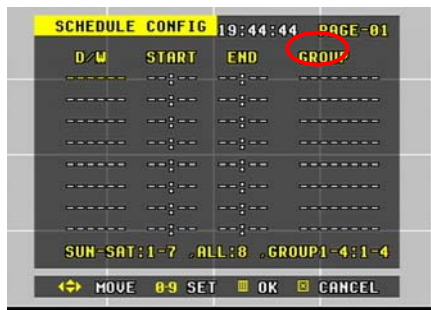 SCHEDULE CONFIG 19:44:44 PAGE-01
D/W START END GROUP
------ --:-- --:-- --------
------ --:-- --:-- --------
------ --:-- --:-- --------
------ --:-- --:-- --------
------ --:-- --:-- --------
------ --:-- --:-- --------
------ --:-- --:-- --------
------ --:-- --:-- --------
SUN-SAT:1-7 ,ALL:8 ,GROUP1-4:1-4
MOVE 0-9 SET OK CANCEL